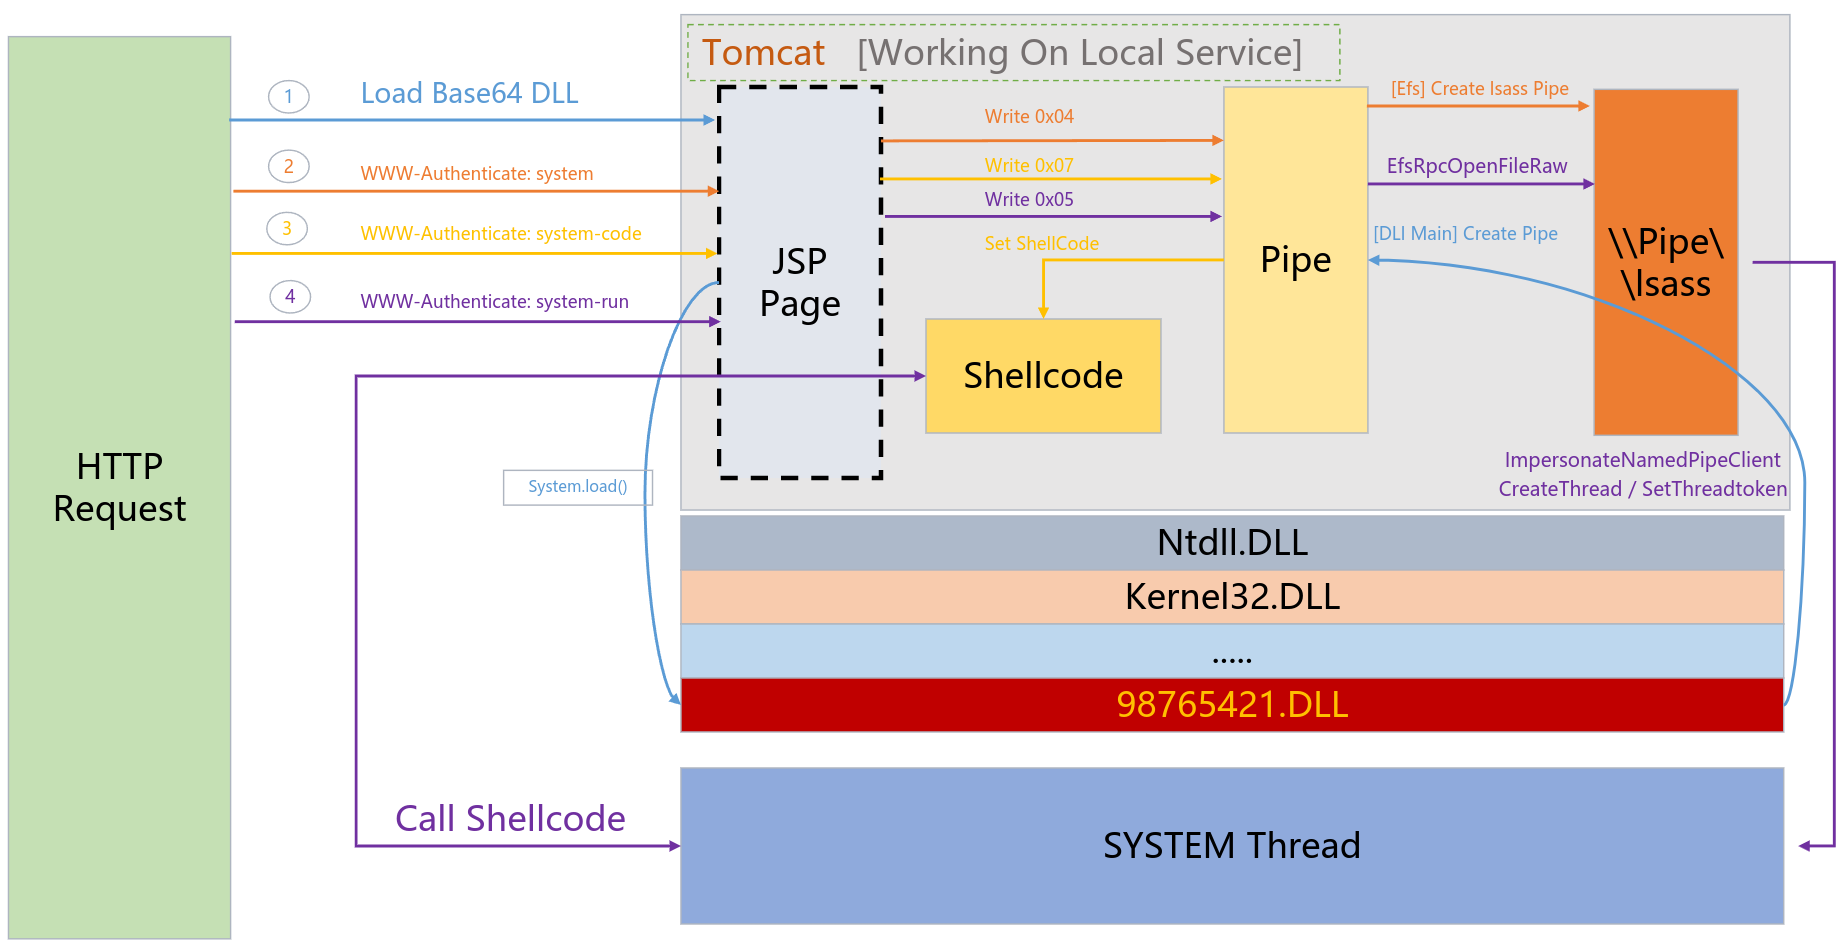 Tomcat [Working On Local Service]
1
Load Base64 DLL
2
WWW-Authenticate: system
3
WWW-Authenticate: system-code
4
WWW-Authenticate: system-run
HTTP
Request
JSP
Page
System.load()
Write 0x04
Write 0x07
Write 0x05
Set ShellCode
Shellcode
Pipe
[Efs] Create lsass Pipe
EfsRpcOpenFileRaw
[DLI Main] Create Pipe
\\Pipe\
\lsass
ImpersonateNamedPipeClient
CreateThread / SetThreadtoken
Ntdll.DLL
Kernel32.DLL
.....
98765421.DLL
Call Shellcode
SYSTEM Thread